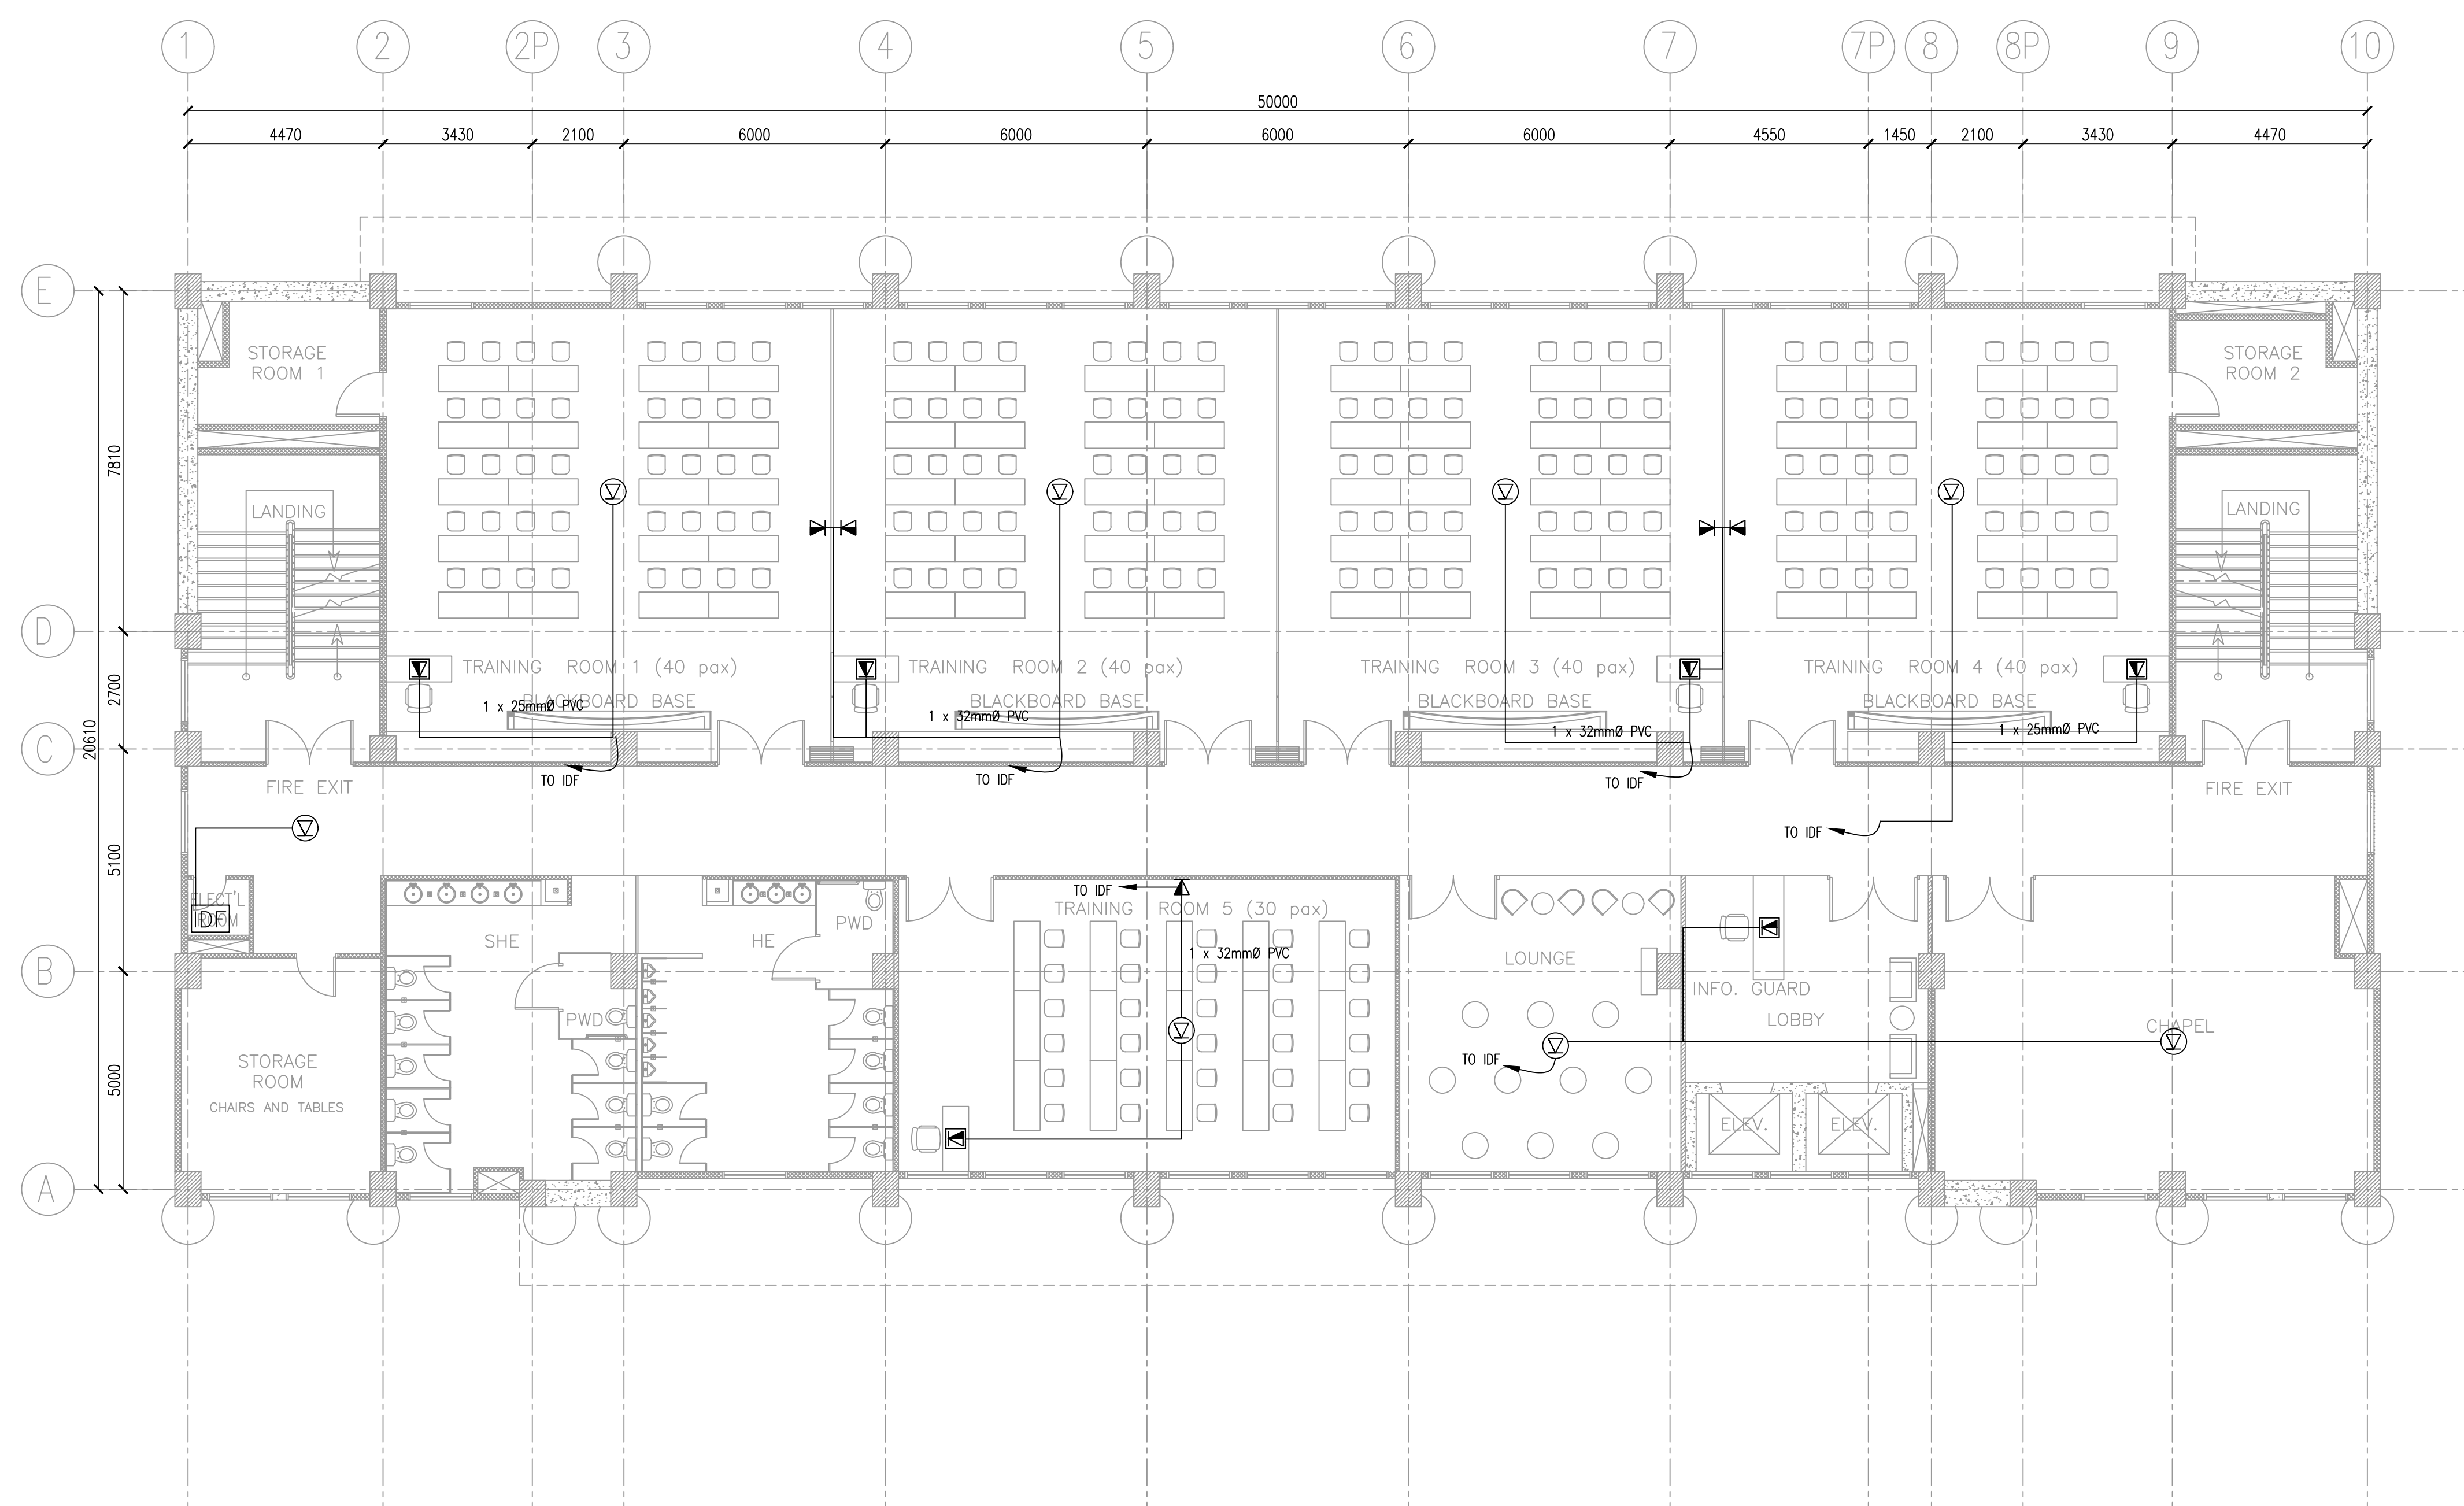 1 2 2P 3 4 5 6 7 7P 8 8P 9 10
50000
4470 3430 2100 6000 6000 6000 6000 4550 1450 2100 3430 4470
E
STORAGE
ROOM 1
STORAGE
ROOM 2
7810
LANDING
LANDING
D
TRAINING ROOM 1 (40 pax)
TRAINING ROOM 2 (40 pax)
TRAINING ROOM 3 (40 pax)
TRAINING ROOM 4 (40 pax)
2700
BLACKBOARD BASE
BLACKBOARD BASE
BLACKBOARD BASE
BLACKBOARD BASE
1 x 25mmØ PVC
1 x 32mmØ PVC
1 x 32mmØ PVC
1 x 25mmØ PVC
20610
C
TO IDF
TO IDF
TO IDF
FIRE EXIT
FIRE EXIT
TO IDF
5100
ELECT'L
ROOM
IDF
TO IDF
TRAINING ROOM 5 (30 pax)
PWD
SHE
HE
1 x 32mmØ PVC
LOUNGE
B
INFO. GUARD
LOBBY
PWD
CHAPEL
TO IDF
STORAGE
ROOM
CHAIRS AND TABLES
5000
ELEV.
ELEV.
A